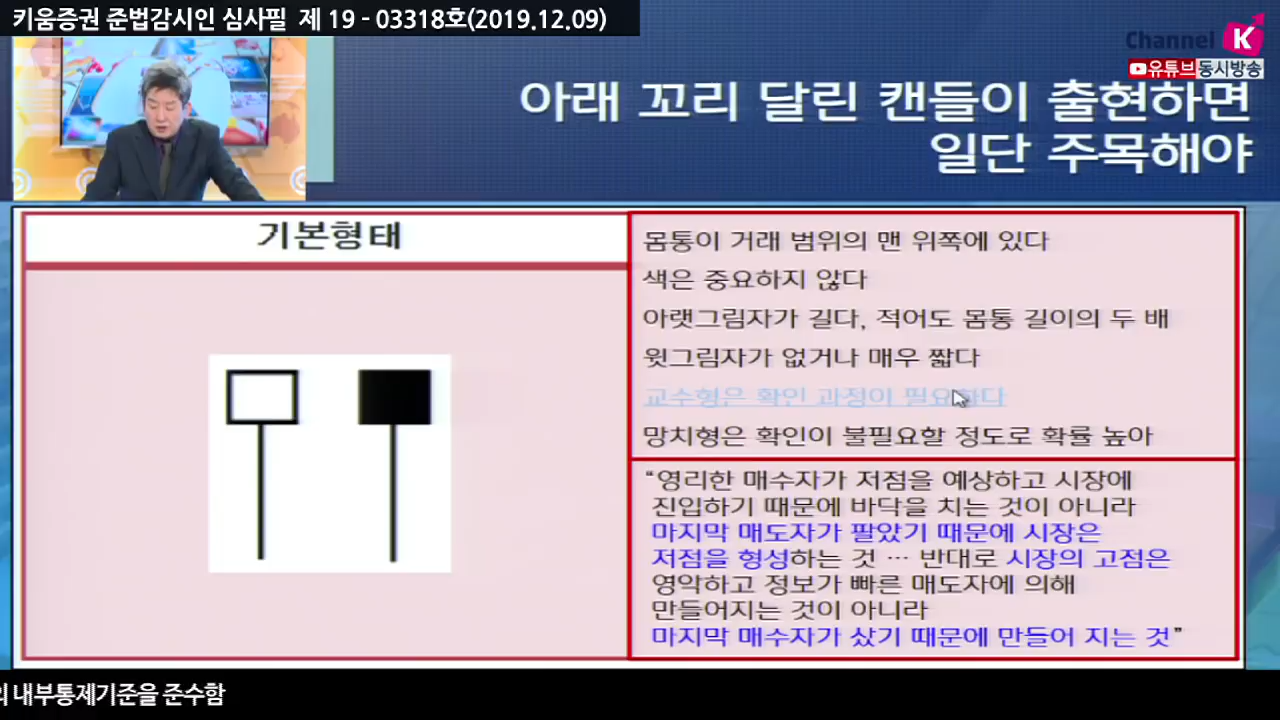 키움증권 준법감시인 심사필 제 19 - 03318호(2019.12.09)
Channel K
유튜브 동시방송
아래 꼬리 달린 캔들이 출현하면
일단 주목해야
기본형태
몸통이 거래 범위의 맨 위쪽에 있다
색은 중요하지 않다
아랫그림자가 길다, 적어도 몸통 길이의 두 배
윗그림자가 없거나 매우 짧다
교수형은 확인 과정이 필요하다
망치형은 확인이 불필요할 정도로 확률 높아
“영리한 매수자가 저점을 예상하고 시장에
진입하기 때문에 바닥을 치는 것이 아니라
마지막 매도자가 팔았기 때문에 시장은
저점을 형성하는 것 … 반대로 시장의 고점은
영악하고 정보가 빠른 매도자에 의해
만들어지는 것이 아니라
마지막 매수자가 샀기 때문에 만들어 지는 것”
의 내부통제기준을 준수함